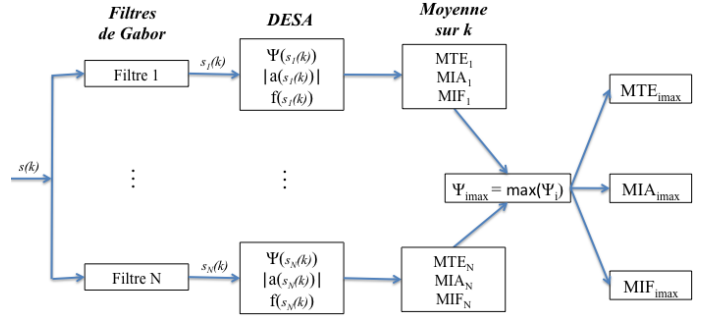 Filtres
de Gabor
DESA
Moyenne
sur k
s(k)
Filtre 1
s₁(k)
Ψ(s₁(k))
|a(s₁(k))|
f(s₁(k))
MTE₁
MIA₁
MIF₁
⋮
⋮
Ψimax = max(Ψi)
MTEimax
MIAimax
MIFimax
Filtre N
sN(k)
Ψ(sN(k))
|a(sN(k))|
f(sN(k))
MTEN
MIAN
MIFN